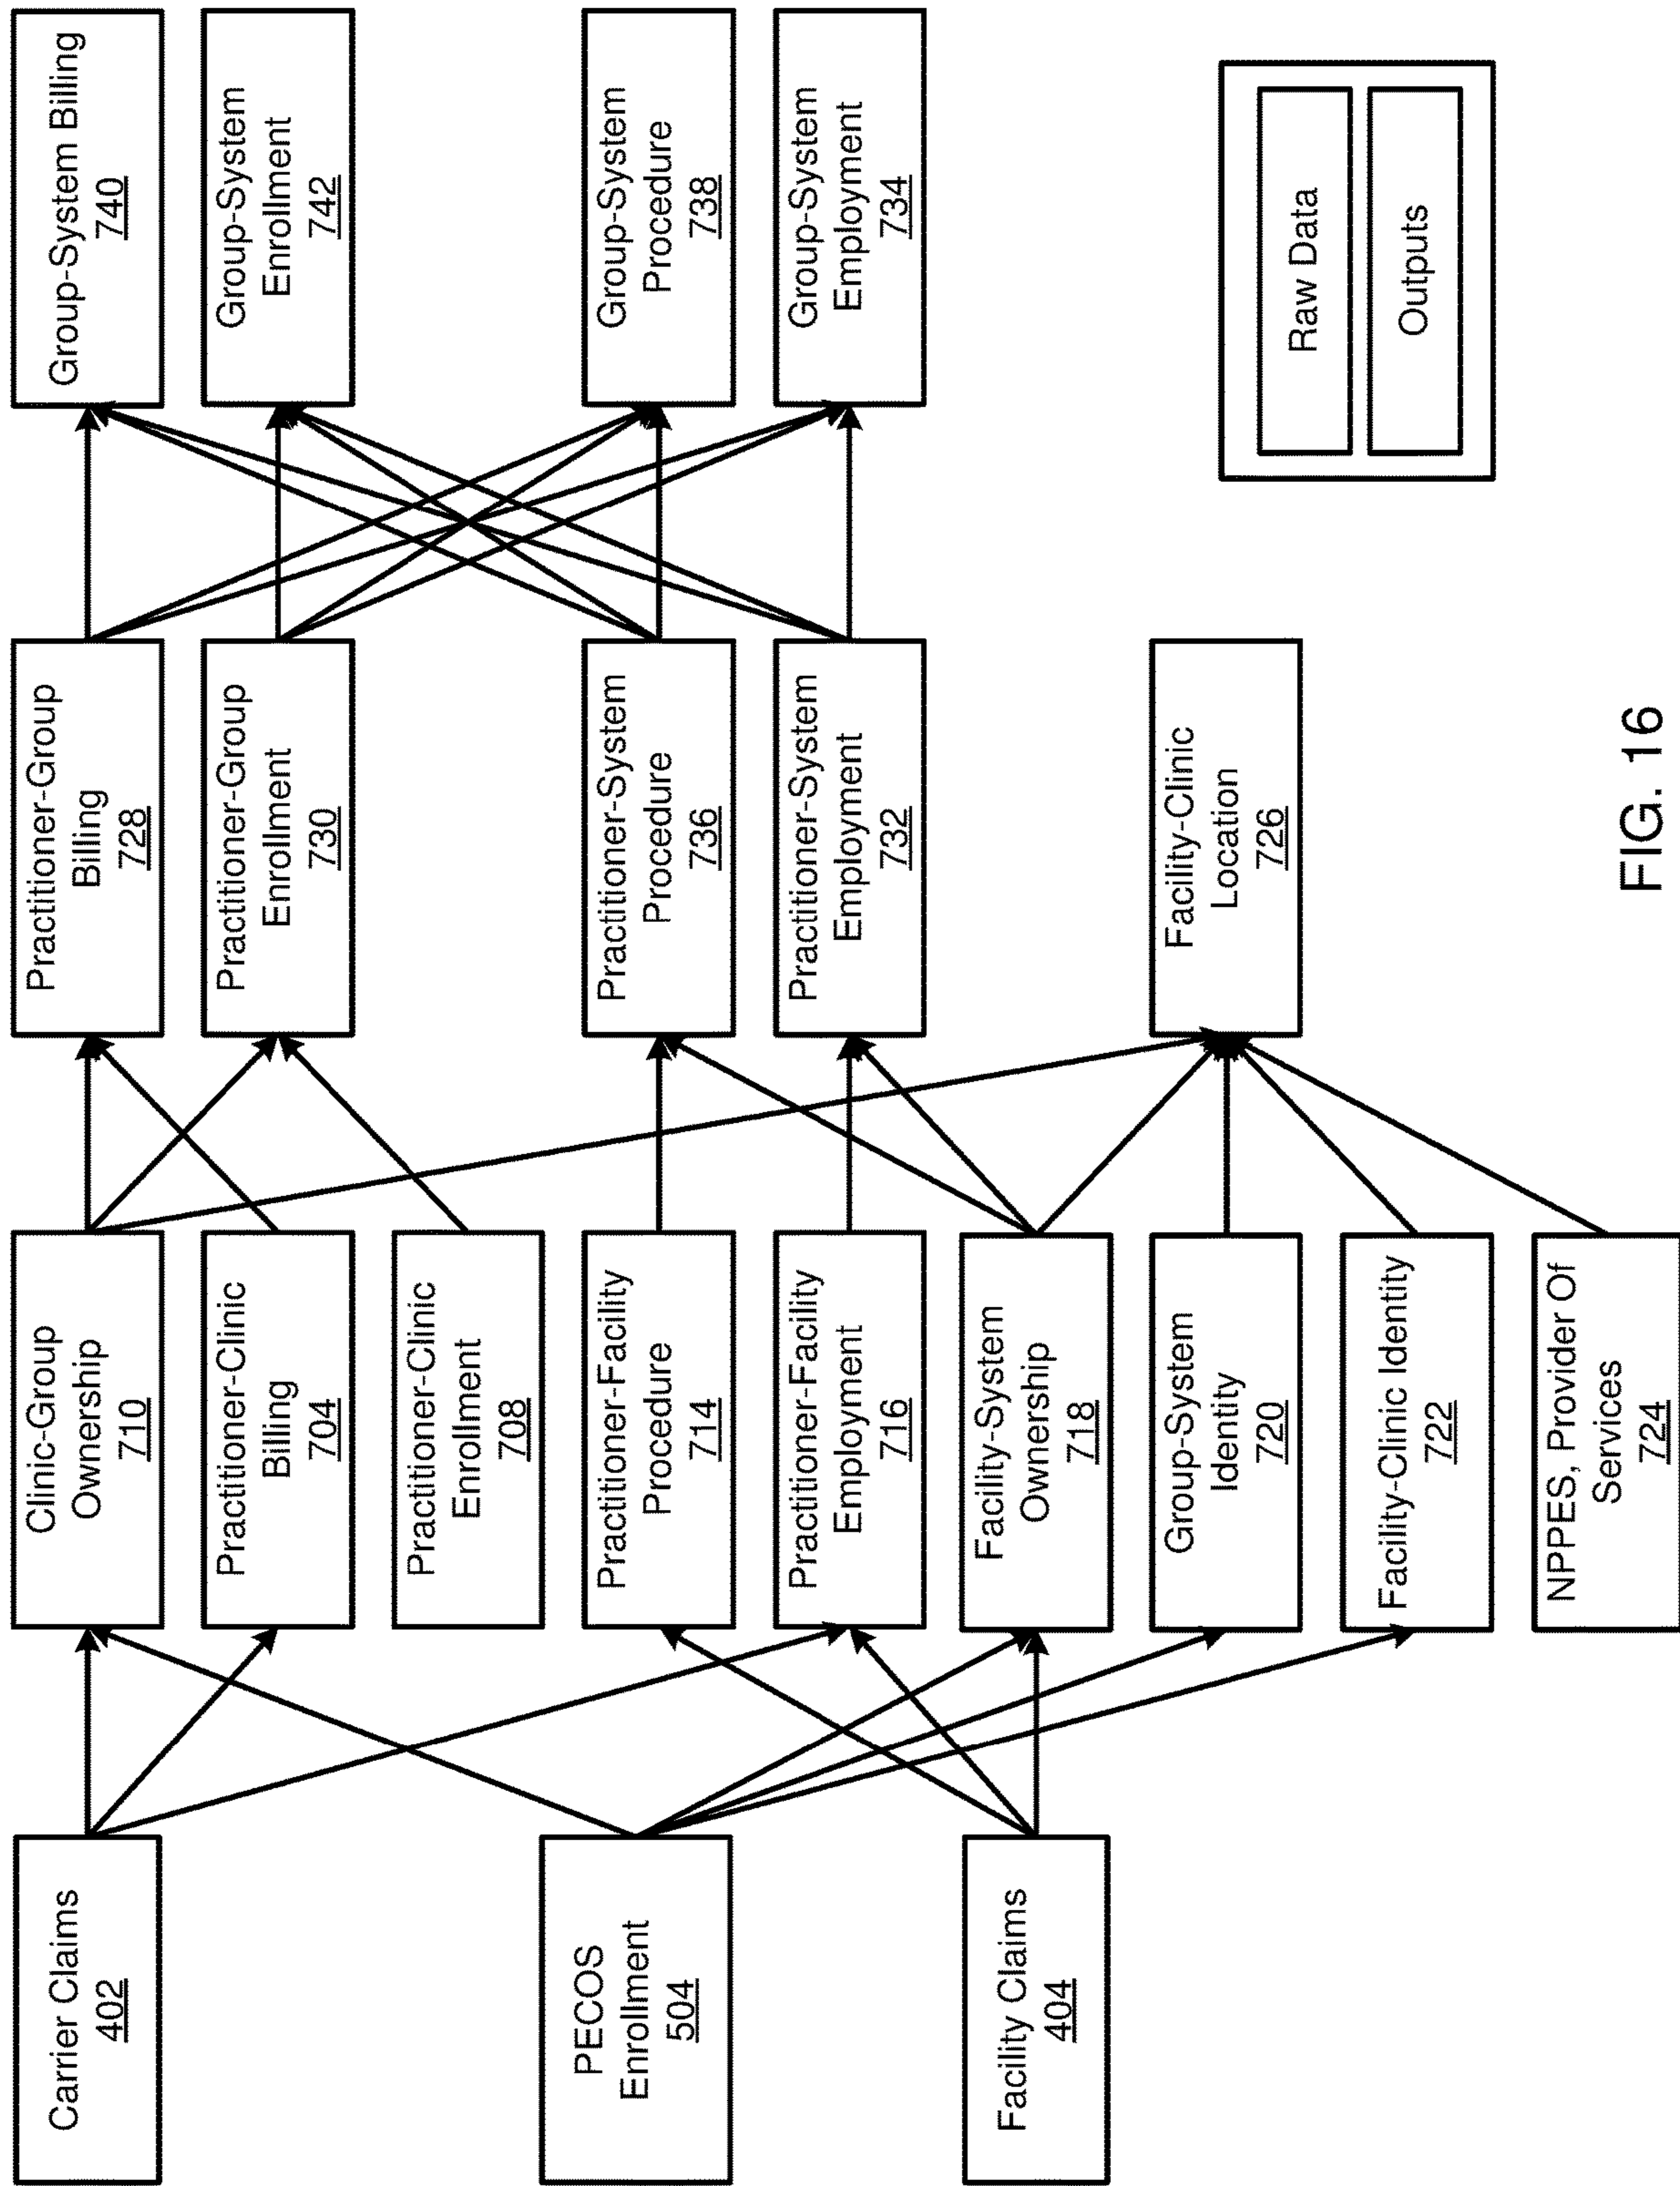 Carrier Claims
402
PECOS
Enrollment
504
Facility Claims
404
Clinic-Group
Ownership
710
Practitioner-Clinic
Billing
704
Practitioner-Clinic
Enrollment
708
Practitioner-Facility
Procedure
714
Practitioner-Facility
Employment
716
Facility-System
Ownership
718
Group-System
Identity
720
Facility-Clinic Identity
722
NPPES, Provider Of
Services
724
Practitioner-Group
Billing
728
Practitioner-Group
Enrollment
730
Practitioner-System
Procedure
736
Practitioner-System
Employment
732
Facility-Clinic
Location
726
Group-System Billing
740
Group-System
Enrollment
742
Group-System
Procedure
738
Group-System
Employment
734
Raw Data
Outputs
FIG. 16